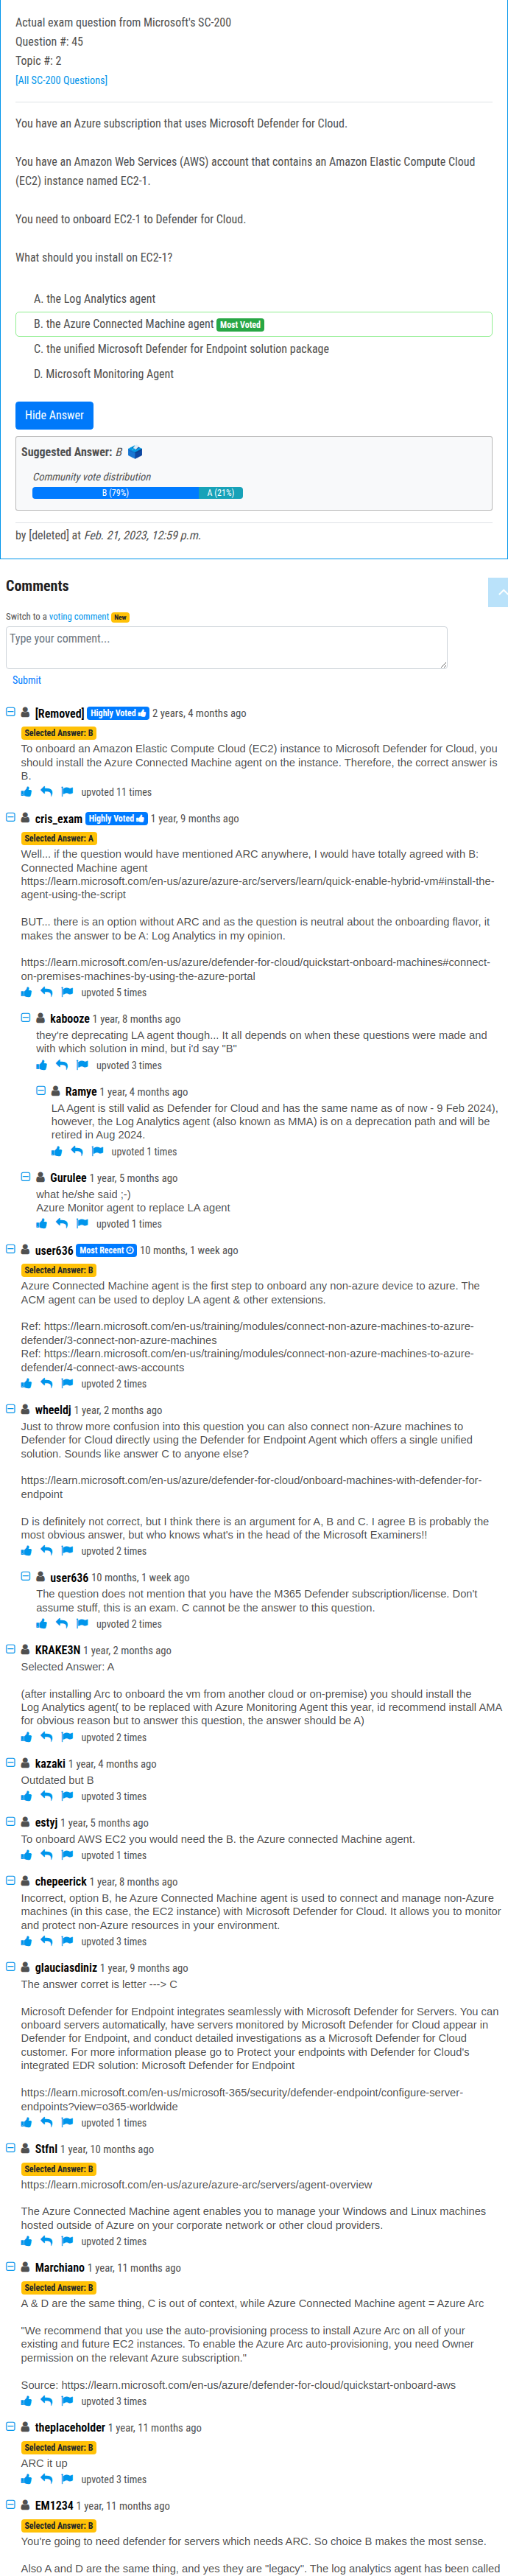 Actual exam question from Microsoft's SC-200
Question #: 45
Topic #: 2
[All SC-200 Questions]
You have an Azure subscription that uses Microsoft Defender for Cloud.
You have an Amazon Web Services (AWS) account that contains an Amazon Elastic Compute Cloud
(EC2) instance named EC2-1.
You need to onboard EC2-1 to Defender for Cloud.
What should you install on EC2-1?
A. the Log Analytics agent
B. the Azure Connected Machine agent Most Voted
C. the unified Microsoft Defender for Endpoint solution package
D. Microsoft Monitoring Agent
Hide Answer
Suggested Answer: B
Community vote distribution
B (79%) A (21%)
by [deleted] at Feb. 21, 2023, 12:59 p.m.
Comments
Switch to a voting comment New
Type your comment...
Submit
[Removed] Highly Voted 2 years, 4 months ago
Selected Answer: B
To onboard an Amazon Elastic Compute Cloud (EC2) instance to Microsoft Defender for Cloud, you
should install the Azure Connected Machine agent on the instance. Therefore, the correct answer is
B.
upvoted 11 times
cris_exam Highly Voted 1 year, 9 months ago
Selected Answer: A
Well... if the question would have mentioned ARC anywhere, I would have totally agreed with B:
Connected Machine agent
https://learn.microsoft.com/en-us/azure/azure-arc/servers/learn/quick-enable-hybrid-vm#install-the-
agent-using-the-script
BUT... there is an option without ARC and as the question is neutral about the onboarding flavor, it
makes the answer to be A: Log Analytics in my opinion.
https://learn.microsoft.com/en-us/azure/defender-for-cloud/quickstart-onboard-machines#connect-
on-premises-machines-by-using-the-azure-portal
upvoted 5 times
kabooze 1 year, 8 months ago
they're deprecating LA agent though... It all depends on when these questions were made and
with which solution in mind, but i'd say "B"
upvoted 3 times
Ramye 1 year, 4 months ago
LA Agent is still valid as Defender for Cloud and has the same name as of now - 9 Feb 2024),
however, the Log Analytics agent (also known as MMA) is on a deprecation path and will be
retired in Aug 2024.
upvoted 1 times
Gurulee 1 year, 5 months ago
what he/she said ;-)
Azure Monitor agent to replace LA agent
upvoted 1 times
user636 Most Recent 10 months, 1 week ago
Selected Answer: B
Azure Connected Machine agent is the first step to onboard any non-azure device to azure. The
ACM agent can be used to deploy LA agent & other extensions.
Ref: https://learn.microsoft.com/en-us/training/modules/connect-non-azure-machines-to-azure-
defender/3-connect-non-azure-machines
Ref: https://learn.microsoft.com/en-us/training/modules/connect-non-azure-machines-to-azure-
defender/4-connect-aws-accounts
upvoted 2 times
wheeldj 1 year, 2 months ago
Just to throw more confusion into this question you can also connect non-Azure machines to
Defender for Cloud directly using the Defender for Endpoint Agent which offers a single unified
solution. Sounds like answer C to anyone else?
https://learn.microsoft.com/en-us/azure/defender-for-cloud/onboard-machines-with-defender-for-
endpoint
D is definitely not correct, but I think there is an argument for A, B and C. I agree B is probably the
most obvious answer, but who knows what's in the head of the Microsoft Examiners!!
upvoted 2 times
user636 10 months, 1 week ago
The question does not mention that you have the M365 Defender subscription/license. Don't
assume stuff, this is an exam. C cannot be the answer to this question.
upvoted 2 times
KRAKE3N 1 year, 2 months ago
Selected Answer: A
(after installing Arc to onboard the vm from another cloud or on-premise) you should install the
Log Analytics agent( to be replaced with Azure Monitoring Agent this year, id recommend install AMA
for obvious reason but to answer this question, the answer should be A)
upvoted 2 times
kazaki 1 year, 4 months ago
Outdated but B
upvoted 3 times
estyj 1 year, 5 months ago
To onboard AWS EC2 you would need the B. the Azure connected Machine agent.
upvoted 1 times
chepeerick 1 year, 8 months ago
Incorrect, option B, he Azure Connected Machine agent is used to connect and manage non-Azure
machines (in this case, the EC2 instance) with Microsoft Defender for Cloud. It allows you to monitor
and protect non-Azure resources in your environment.
upvoted 3 times
glauciasdiniz 1 year, 9 months ago
The answer corret is letter ---> C
Microsoft Defender for Endpoint integrates seamlessly with Microsoft Defender for Servers. You can
onboard servers automatically, have servers monitored by Microsoft Defender for Cloud appear in
Defender for Endpoint, and conduct detailed investigations as a Microsoft Defender for Cloud
customer. For more information please go to Protect your endpoints with Defender for Cloud's
integrated EDR solution: Microsoft Defender for Endpoint
https://learn.microsoft.com/en-us/microsoft-365/security/defender-endpoint/configure-server-
endpoints?view=o365-worldwide
upvoted 1 times
Stfnl 1 year, 10 months ago
Selected Answer: B
https://learn.microsoft.com/en-us/azure/azure-arc/servers/agent-overview
The Azure Connected Machine agent enables you to manage your Windows and Linux machines
hosted outside of Azure on your corporate network or other cloud providers.
upvoted 2 times
Marchiano 1 year, 11 months ago
Selected Answer: B
A & D are the same thing, C is out of context, while Azure Connected Machine agent = Azure Arc
"We recommend that you use the auto-provisioning process to install Azure Arc on all of your
existing and future EC2 instances. To enable the Azure Arc auto-provisioning, you need Owner
permission on the relevant Azure subscription."
Source: https://learn.microsoft.com/en-us/azure/defender-for-cloud/quickstart-onboard-aws
upvoted 3 times
theplaceholder 1 year, 11 months ago
Selected Answer: B
ARC it up
upvoted 3 times
EM1234 1 year, 11 months ago
Selected Answer: B
You're going to need defender for servers which needs ARC. So choice B makes the most sense.
Also A and D are the same thing, and yes they are "legacy". The log analytics agent has been called